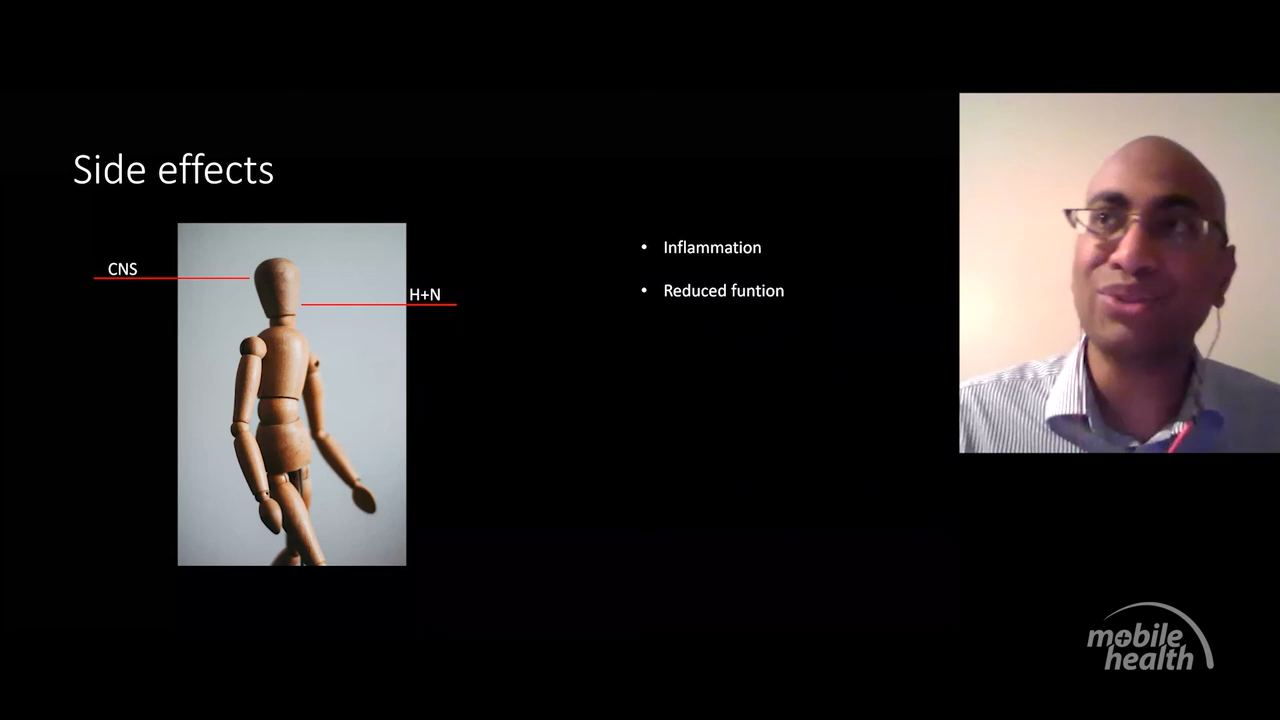 Side effects
CNS
H+N
• Inflammation
• Reduced funtion
mobile
health